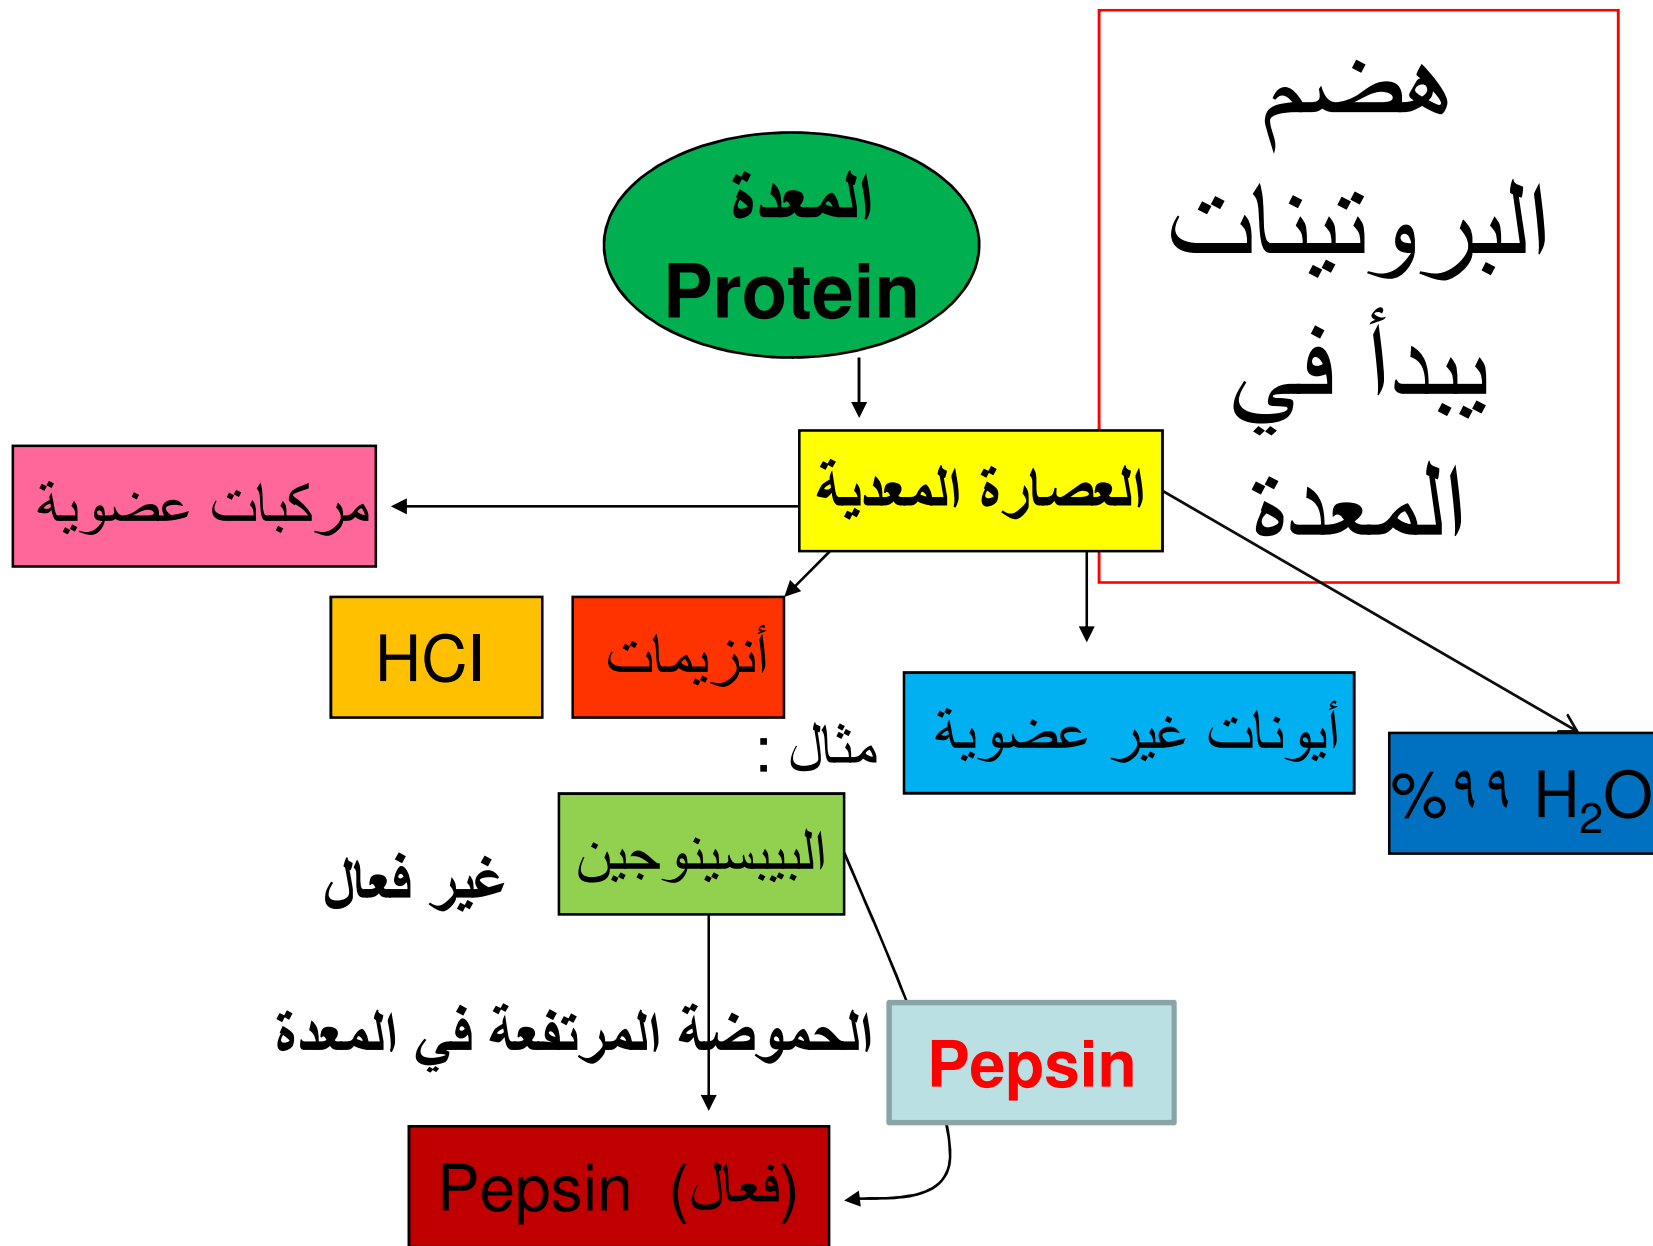 هضم
البروتينات
يبدأ في
المعدة
المعدة
Protein
العصارة المعدية
مركبات عضوية
HCl
أنزيمات
أيونات غير عضوية
%٩٩ H₂O
مثال :
البيبسينوجين
غير فعال
الحموضة المرتفعة في المعدة
Pepsin
Pepsin (فعال)